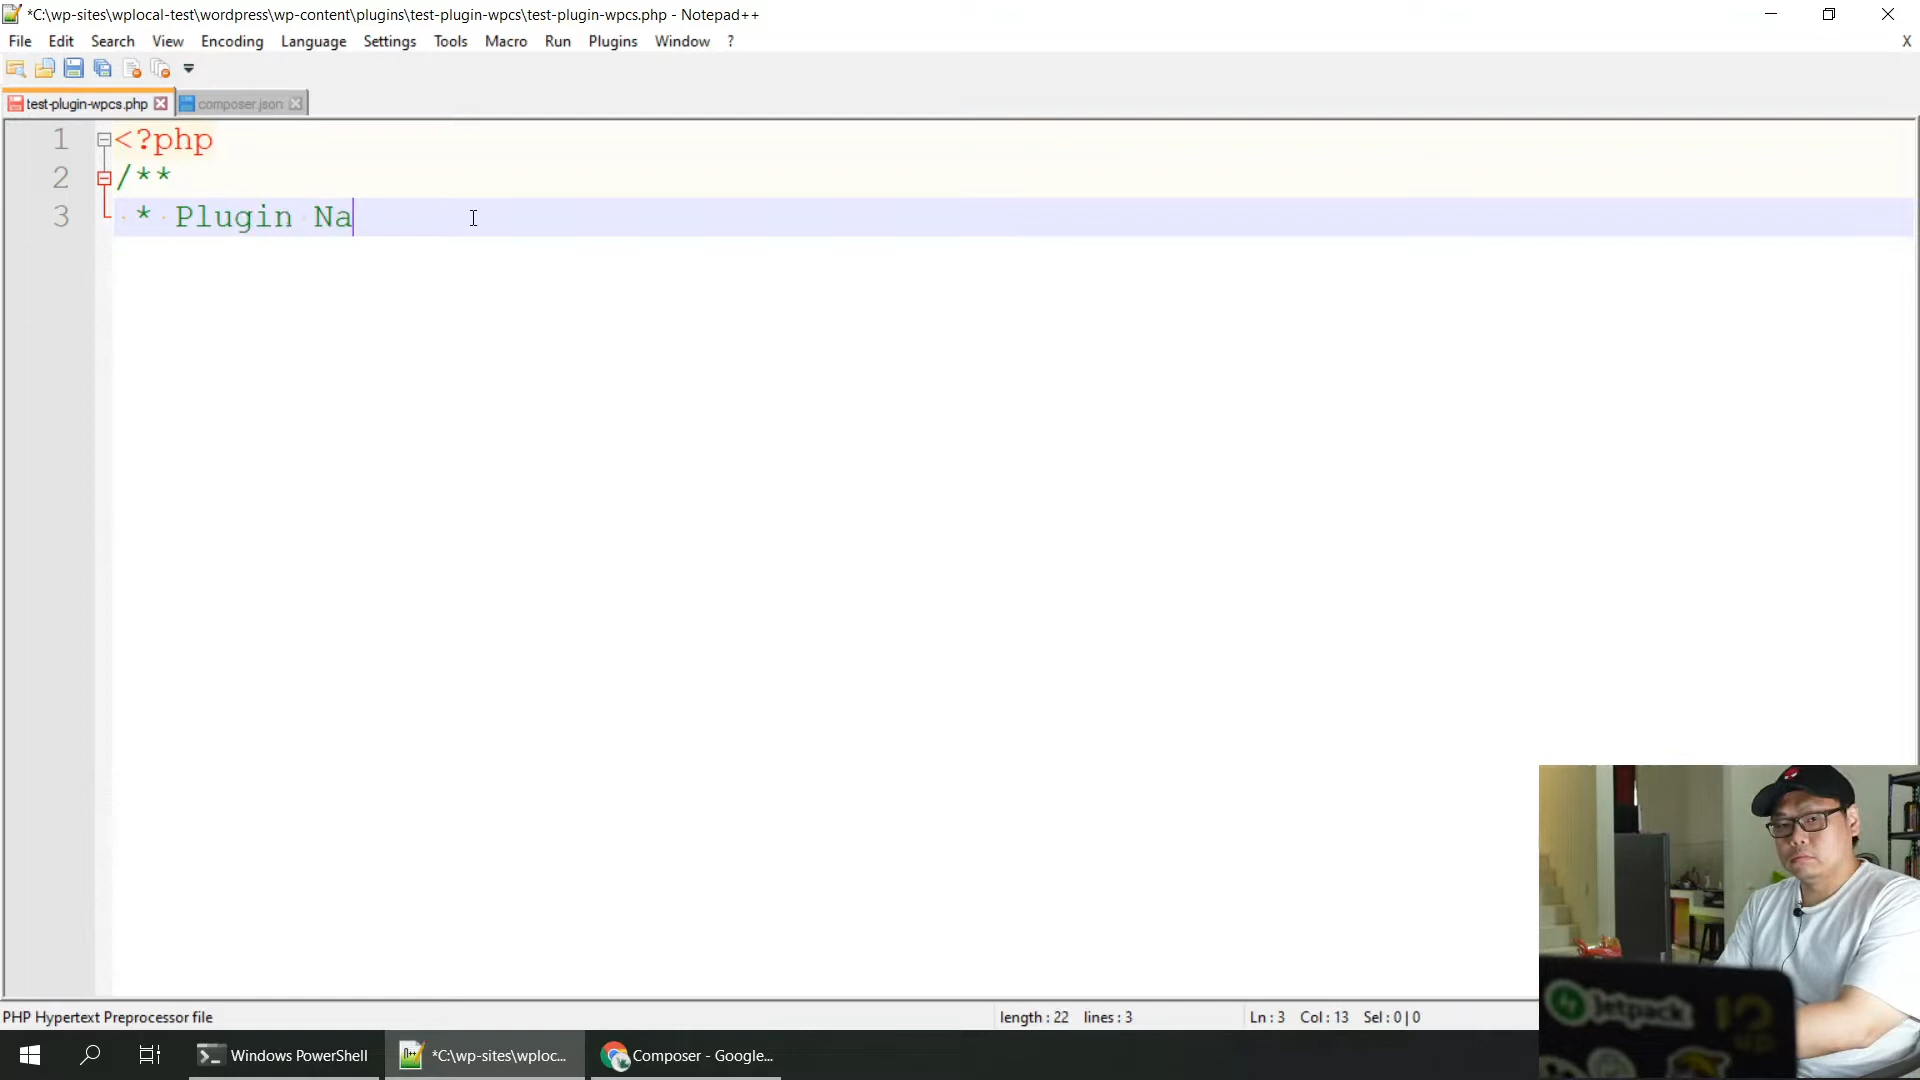 *C:\wp-sites\wplocal-test\wordpress\wp-content\plugins\test-plugin-wpcs\test-plugin-wpcs.php - Notepad++
File Edit Search View Encoding Language Settings Tools Macro Run Plugins Window ?
X
test-plugin-wpcs.php composer.json
1 <?php
2 /**
3 * Plugin Na
Jetpack
10
PHP Hypertext Preprocessor file length : 22 lines : 3 Ln : 3 Col : 13 Sel : 0 | 0
Windows PowerShell *C:\wp-sites\wploc... Composer - Google...